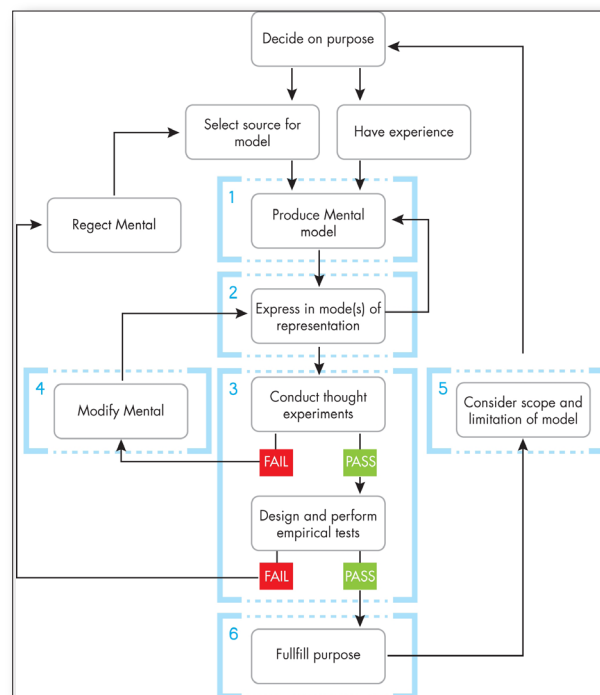 Decide on purpose
Select source for
model
Have experience
1
Produce Mental
model
Regect Mental
2
Express in mode(s) of
representation
4
Modify Mental
3
Conduct thought
experiments
5
Consider scope and
limitation of model
FAIL
PASS
Design and perform
empirical tests
FAIL
PASS
6
Fullfill purpose